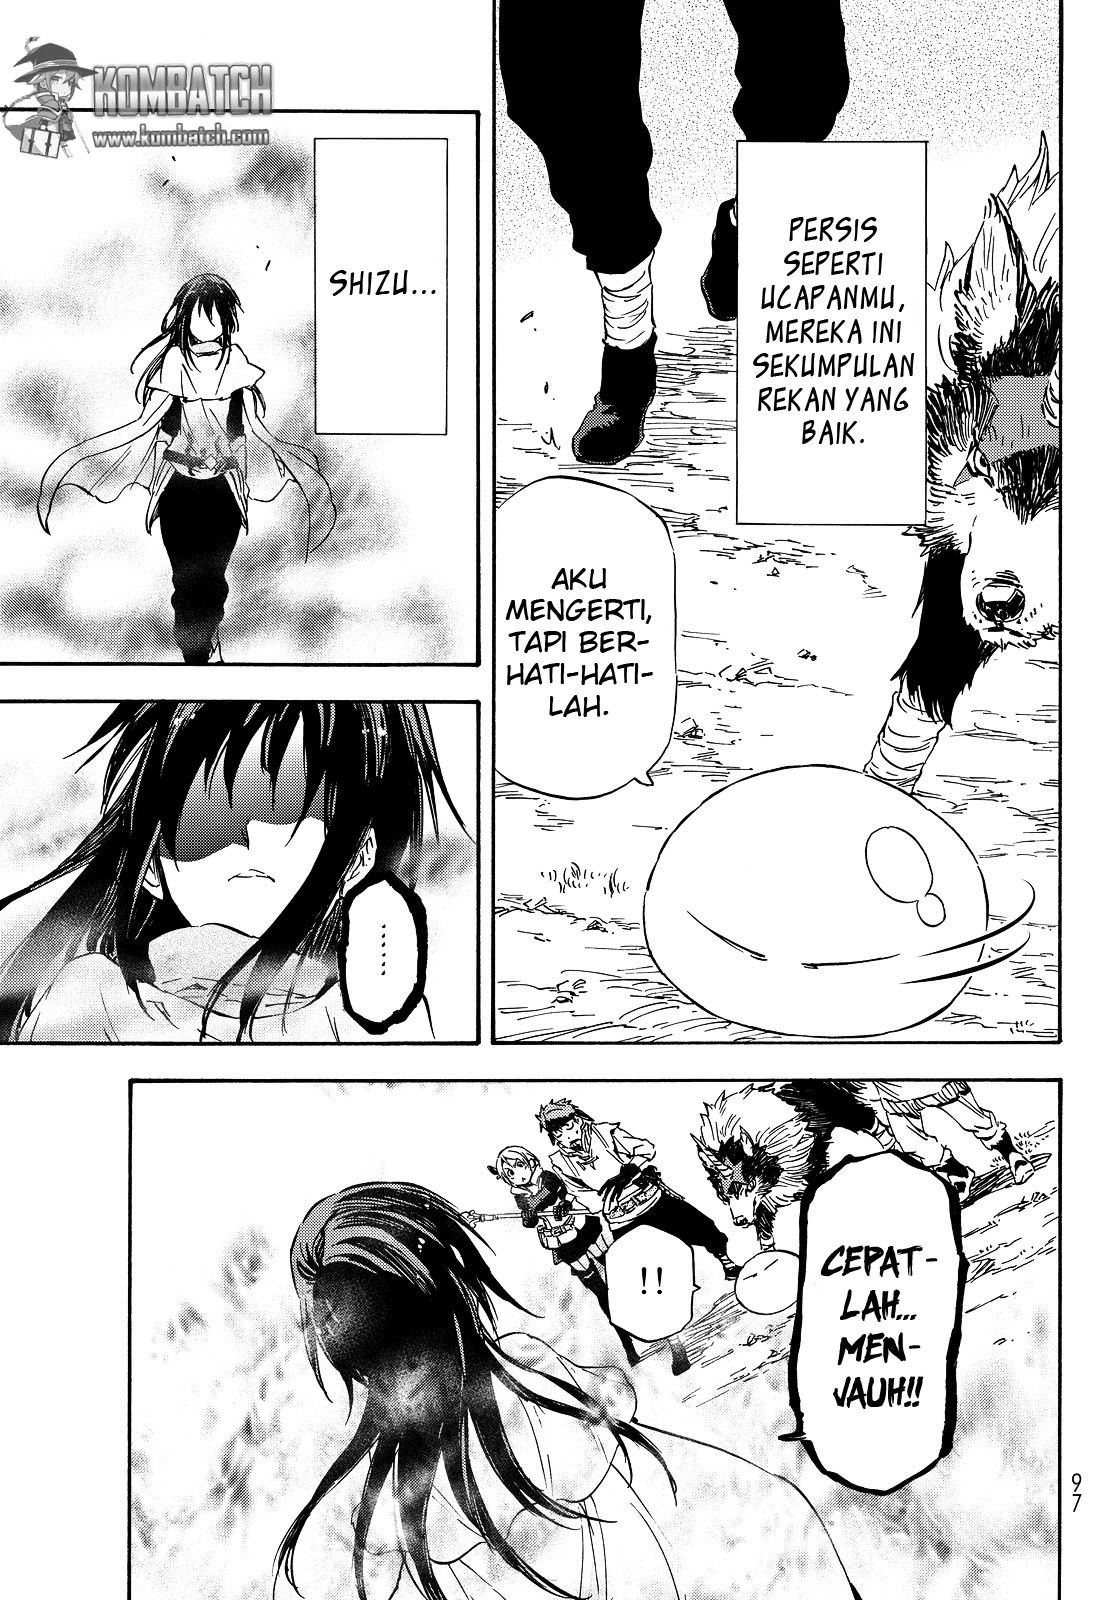 KOMBATCH
www.kombatch.com
PERSIS
SEPERTI
UCAPANMU,
MEREKA INI
SEKUMPULAN
REKAN YANG
BAIK.
AKU
MENGERTI,
TAPI BER-
HATI-HATI-
LAH.
SHIZU...
......
!!
CEPAT-
LAH...
MEN-
JAUH!!
97